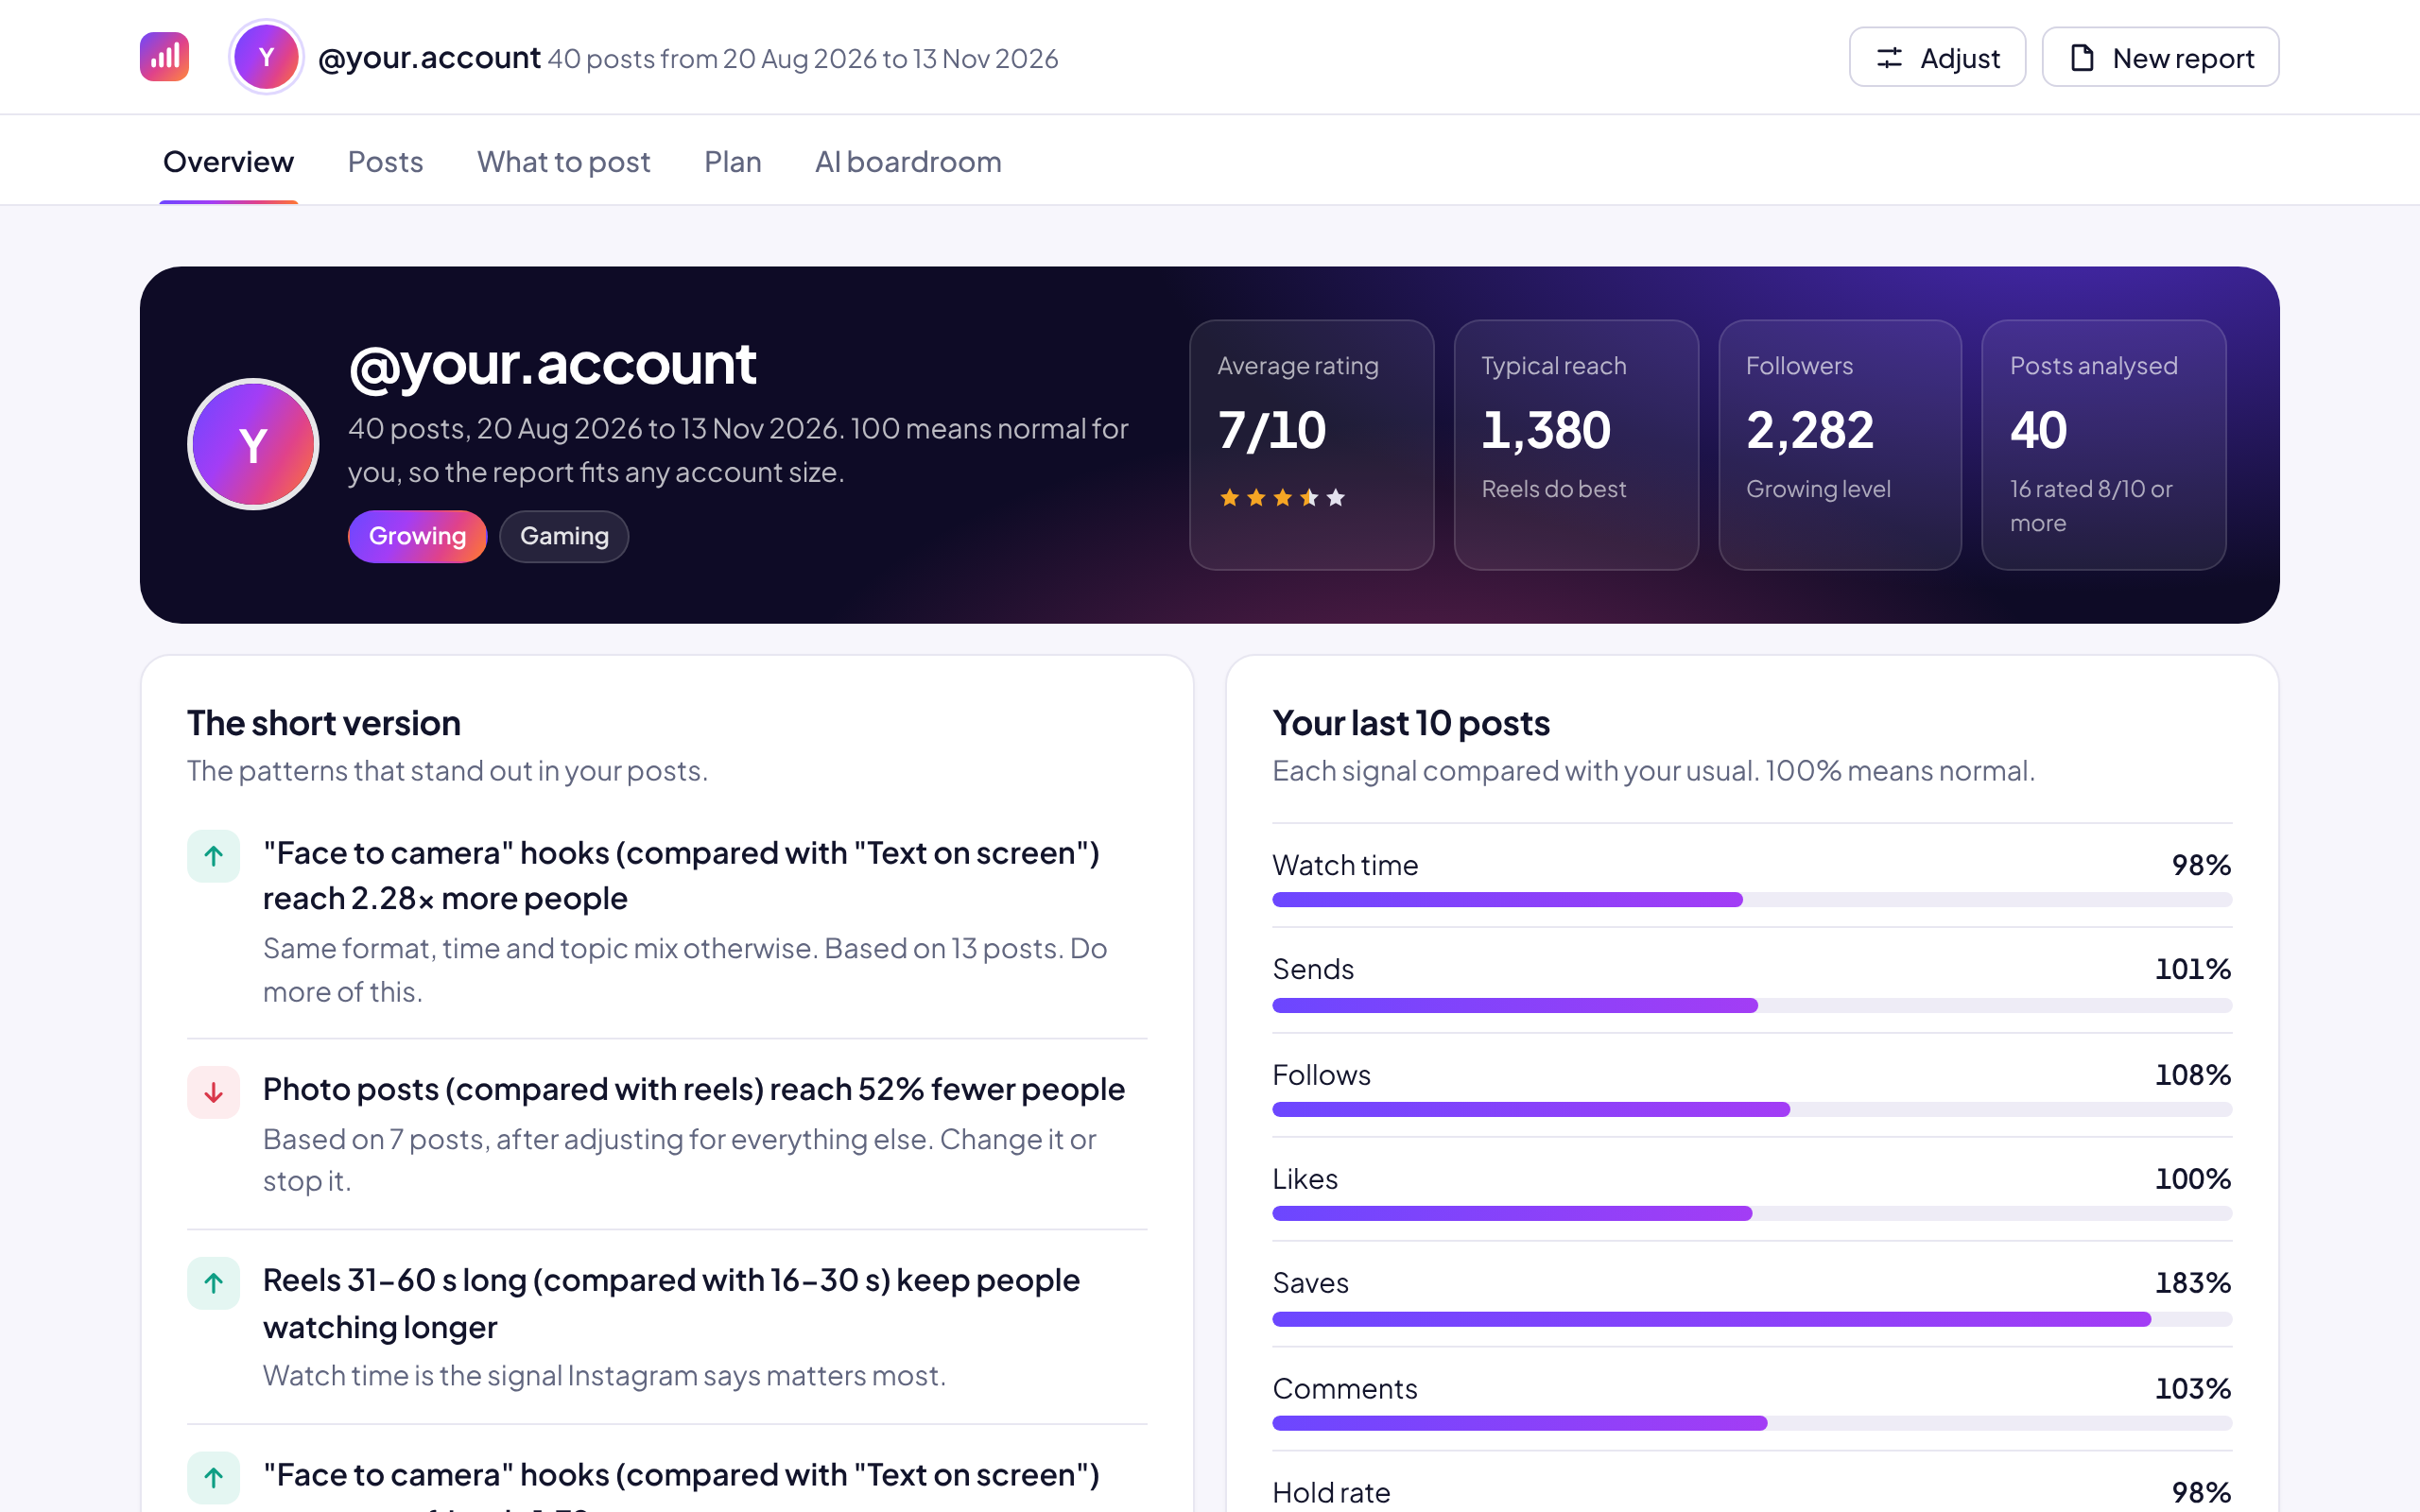 Y
@your.account 40 posts from 20 Aug 2026 to 13 Nov 2026
Adjust
New report
Overview
Posts
What to post
Plan
AI boardroom
Y
@your.account
40 posts, 20 Aug 2026 to 13 Nov 2026. 100 means normal for
you, so the report fits any account size.
Growing
Gaming
Average rating
7/10
Typical reach
1,380
Reels do best
Followers
2,282
Growing level
Posts analysed
40
16 rated 8/10 or
more
The short version
The patterns that stand out in your posts.
"Face to camera" hooks (compared with "Text on screen")
reach 2.28× more people
Same format, time and topic mix otherwise. Based on 13 posts. Do
more of this.
Photo posts (compared with reels) reach 52% fewer people
Based on 7 posts, after adjusting for everything else. Change it or
stop it.
Reels 31–60 s long (compared with 16–30 s) keep people
watching longer
Watch time is the signal Instagram says matters most.
"Face to camera" hooks (compared with "Text on screen")
Your last 10 posts
Each signal compared with your usual. 100% means normal.
Watch time
98%
Sends
101%
Follows
108%
Likes
100%
Saves
183%
Comments
103%
Hold rate
98%